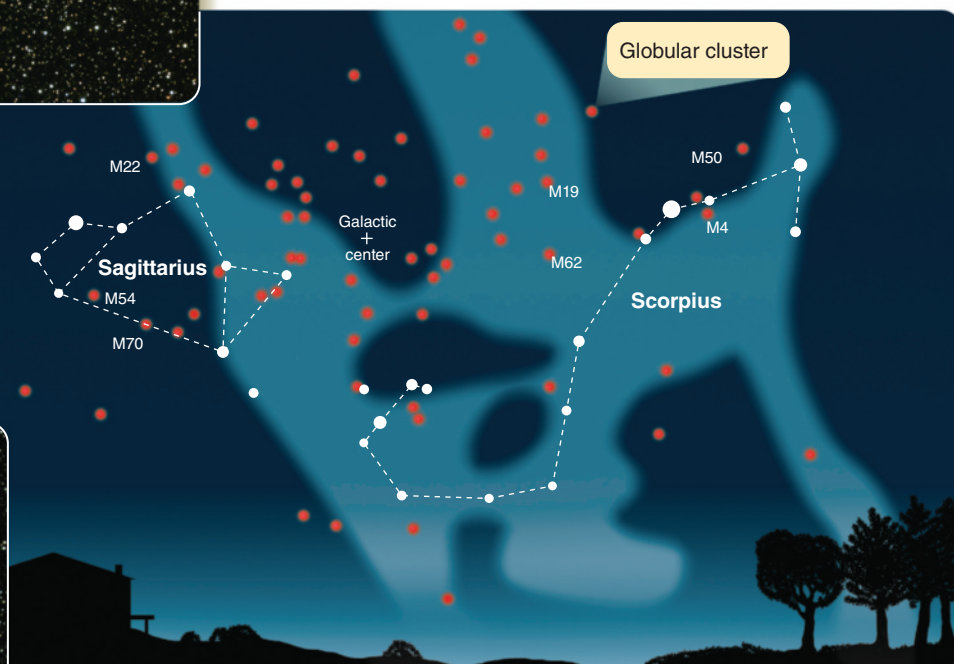 Globular cluster
M50
M22
M19
M4
Galactic
+
center
M62
Sagittarius
M54
Scorpius
M70